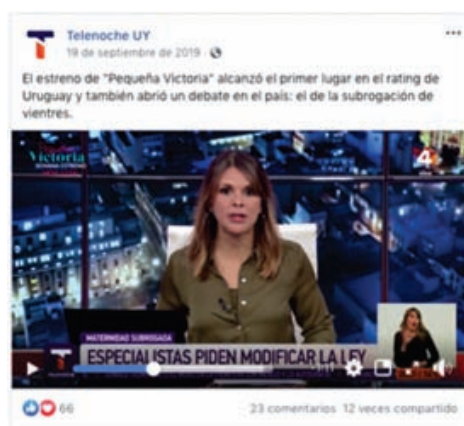 Telenoche UY
19 de septiembre de 2019 ·
El estreno de "Pequeña Victoria" alcanzó el primer lugar en el rating de
Uruguay y también abrió un debate en el país: el de la subrogación de
vientres.
Victoria
4
MATERNIDAD SUBROGADA
ESPECIALISTAS PIDEN MODIFICAR LA LEY
66
23 comentarios 12 veces compartido